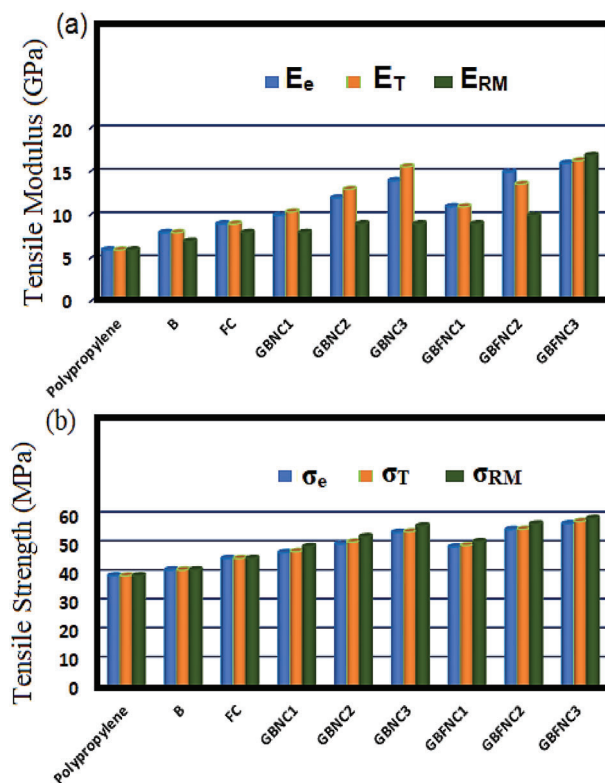 (a)
Tensile Modulus (GPa)
Ee ET ERM
20
15
10
5
0
Polypropylene B FC GBNC1 GBNC2 GBNC3 GBFNC1 GBFNC2 GBFNC3
(b)
Tensile Strength (MPa)
σe σT σRM
60
50
40
30
20
10
0
Polypropylene B FC GBNC1 GBNC2 GBNC3 GBFNC1 GBFNC2 GBFNC3